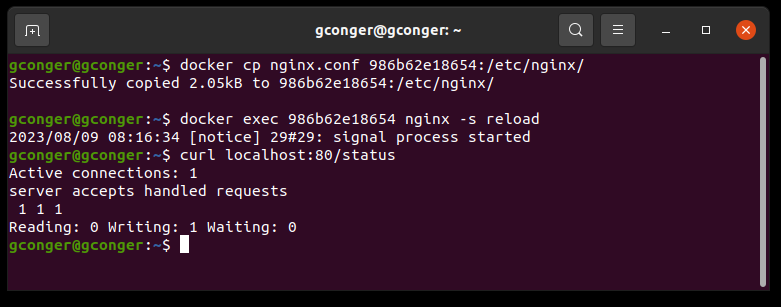 gconger@gconger: ~
gconger@gconger:~$ docker cp nginx.conf 986b62e18654:/etc/nginx/
Successfully copied 2.05kB to 986b62e18654:/etc/nginx/
gconger@gconger:~$ docker exec 986b62e18654 nginx -s reload
2023/08/09 08:16:34 [notice] 29#29: signal process started
gconger@gconger:~$ curl localhost:80/status
Active connections: 1
server accepts handled requests
 1 1 1
Reading: 0 Writing: 1 Waiting: 0
gconger@gconger:~$